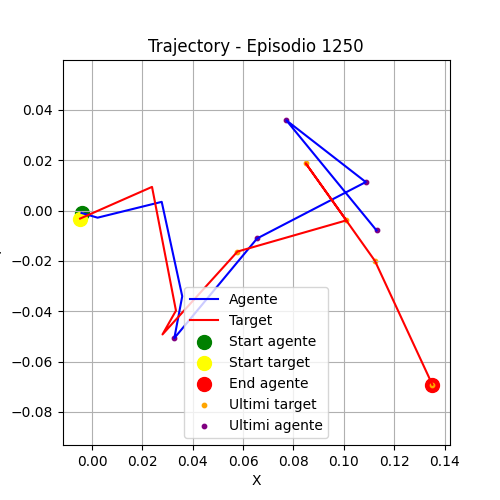 Trajectory - Episodio 1250
0.04
0.02
0.00
−0.02
−0.04
−0.06
−0.08
Agente
Target
Start agente
Start target
End agente
Ultimi target
Ultimi agente
0.00 0.02 0.04 0.06 0.08 0.10 0.12 0.14
X